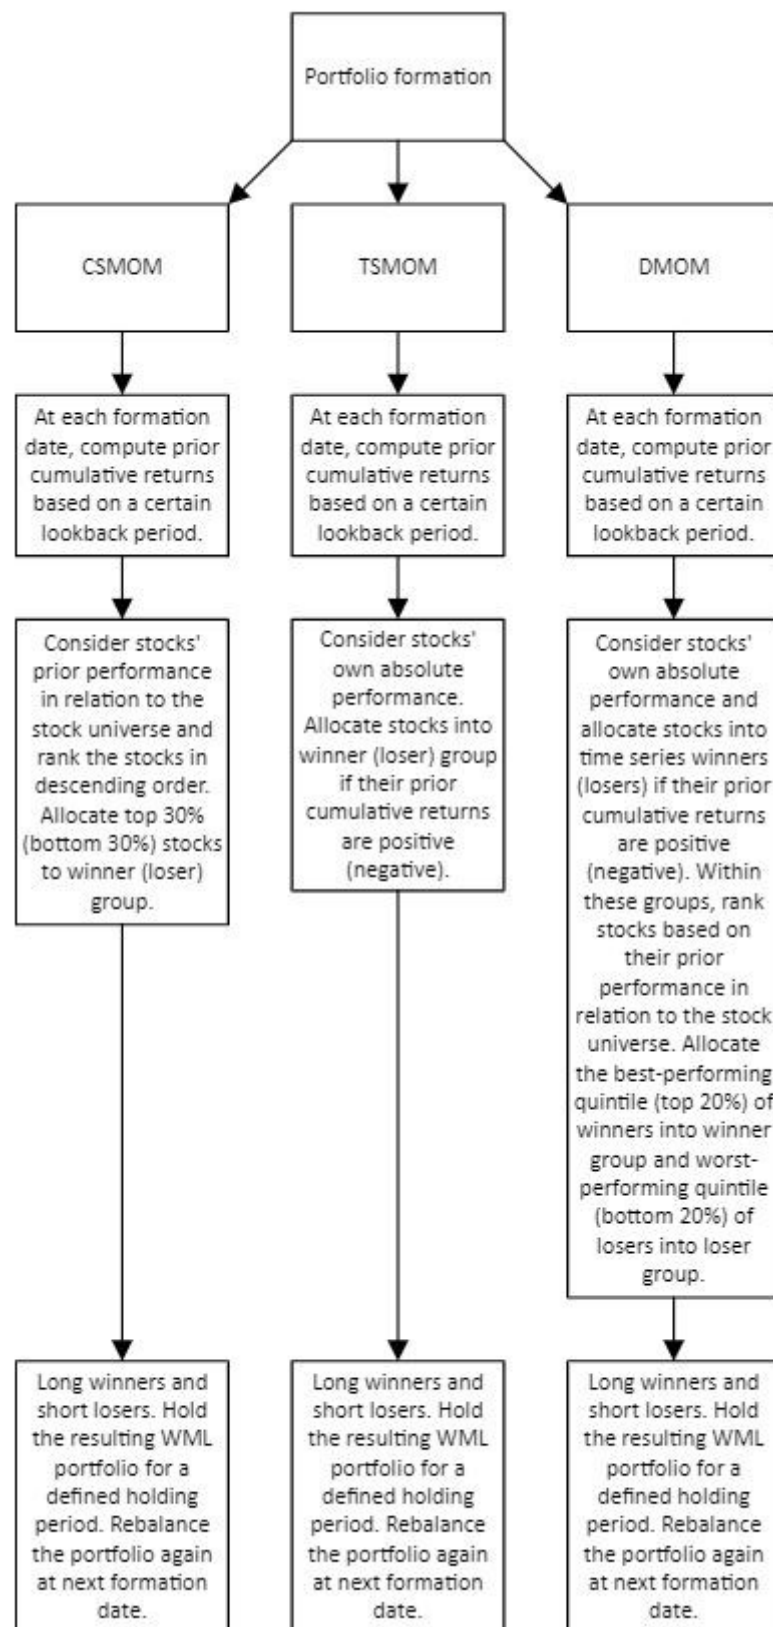 Portfolio formation
CSMOM
TSMOM
DMOM
At each formation
date, compute prior
cumulative returns
based on a certain
lookback period.
At each formation
date, compute prior
cumulative returns
based on a certain
lookback period.
At each formation
date, compute prior
cumulative returns
based on a certain
lookback period.
Consider stocks'
prior performance
in relation to the
stock universe and
rank the stocks in
descending order.
Allocate top 30%
(bottom 30%) stocks
to winner (loser)
group.
Consider stocks'
own absolute
performance.
Allocate stocks into
winner (loser) group
if their prior
cumulative returns
are positive
(negative).
Consider stocks'
own absolute
performance and
allocate stocks into
time series winners
(losers) if their prior
cumulative returns
are positive
(negative). Within
these groups, rank
stocks based on
their prior
performance in
relation to the stock
universe. Allocate
the best-performing
quintile (top 20%) of
winners into winner
group and worst-
performing quintile
(bottom 20%) of
losers into loser
group.
Long winners and
short losers. Hold
the resulting WML
portfolio for a
defined holding
period. Rebalance
the portfolio again
at next formation
date.
Long winners and
short losers. Hold
the resulting WML
portfolio for a
defined holding
period. Rebalance
the portfolio again
at next formation
date.
Long winners and
short losers. Hold
the resulting WML
portfolio for a
defined holding
period. Rebalance
the portfolio again
at next formation
date.